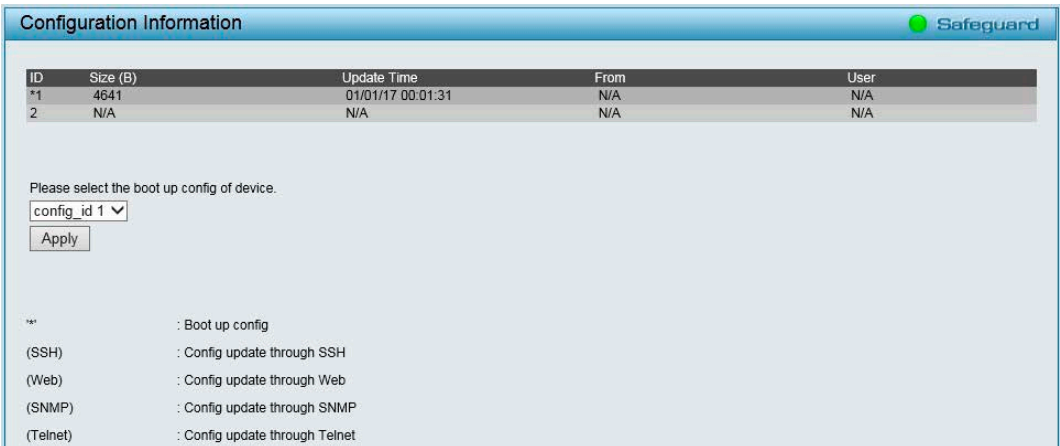 Configuration Information Safeguard
ID Size (B) Update Time From User
*1 4641 01/01/17 00:01:31 N/A N/A
2 N/A N/A N/A N/A
Please select the boot up config of device.
config_id 1
Apply
'*' : Boot up config
(SSH) : Config update through SSH
(Web) : Config update through Web
(SNMP) : Config update through SNMP
(Telnet) : Config update through Telnet